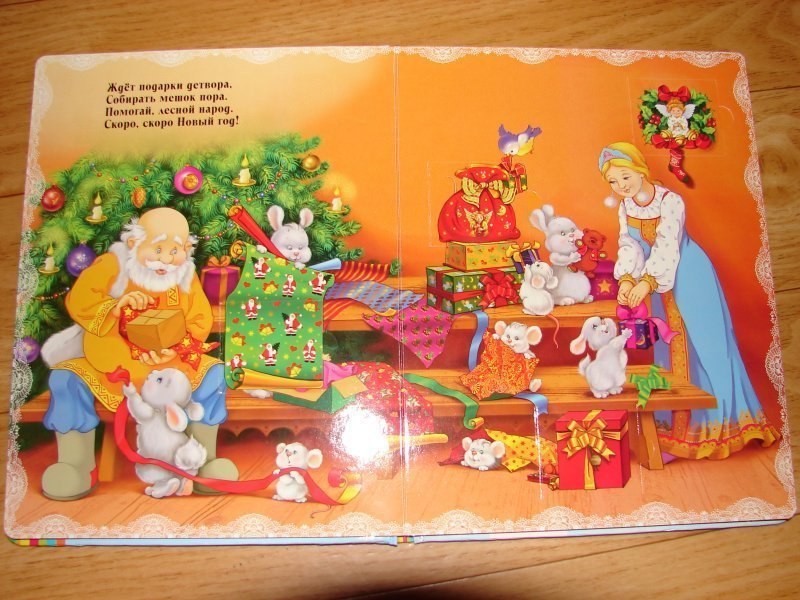 Ждёт подарки детвора,
Собирать мешок пора.
Помогай, лесной народ.
Скоро, скоро Новый год!